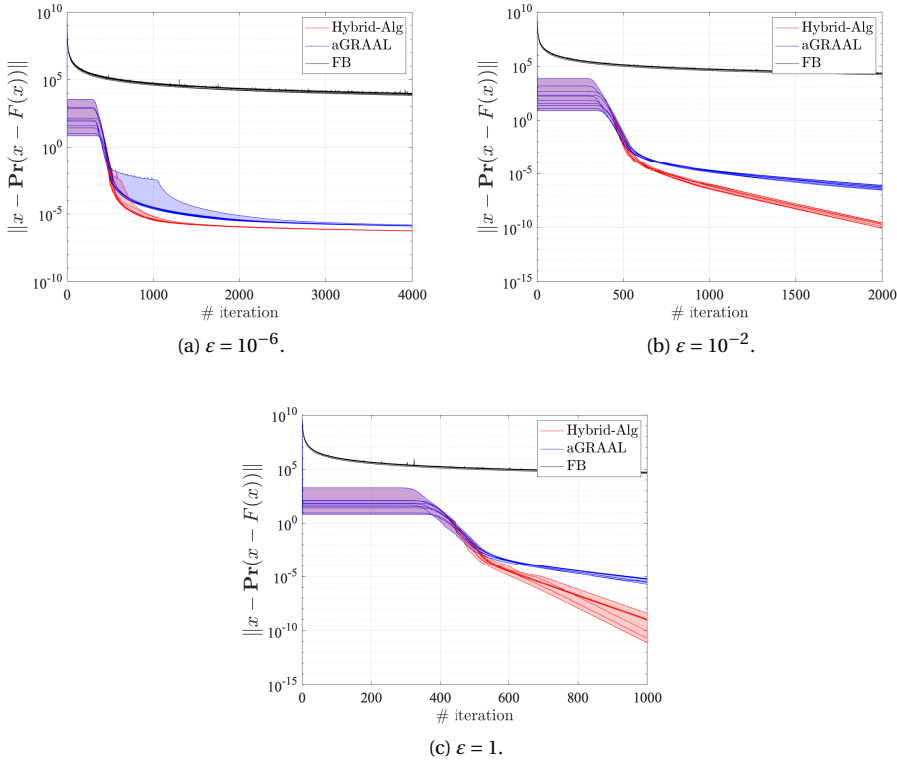 10^10
10^5
10^0
10^-5
10^-10
||x − Pr(x − F(x))||
Hybrid-Alg
aGRAAL
FB
0 1000 2000 3000 4000
# iteration
(a) ε = 10^−6.
10^10
10^5
10^0
10^-5
10^-10
10^-15
||x − Pr(x − F(x))||
Hybrid-Alg
aGRAAL
FB
0 500 1000 1500 2000
# iteration
(b) ε = 10^−2.
10^10
10^5
10^0
10^-5
10^-10
10^-15
||x − Pr(x − F(x))||
Hybrid-Alg
aGRAAL
FB
0 200 400 600 800 1000
# iteration
(c) ε = 1.